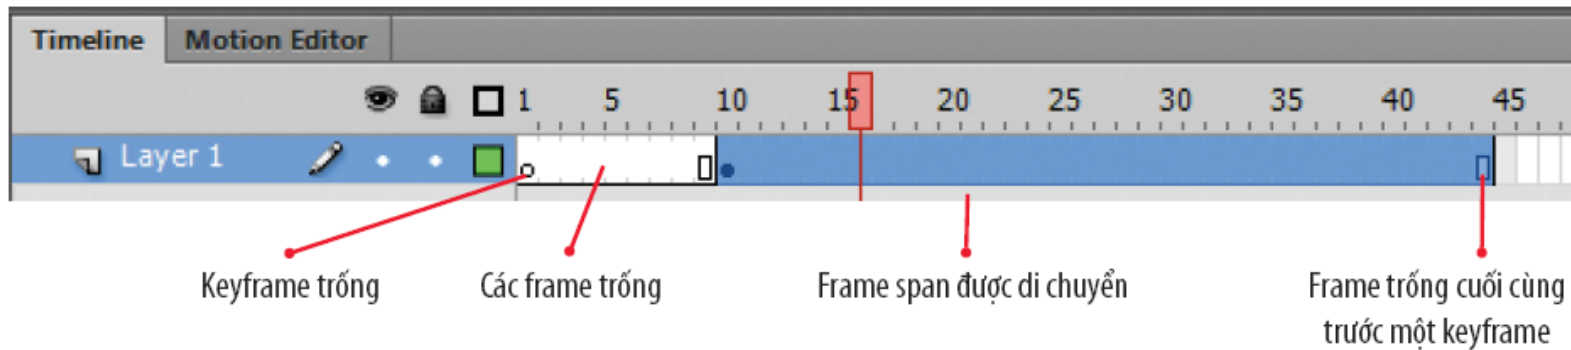 Timeline Motion Editor
1 5 10 15 20 25 30 35 40 45
Layer 1
Keyframe trống
Các frame trống
Frame span được di chuyển
Frame trống cuối cùng
trước một keyframe